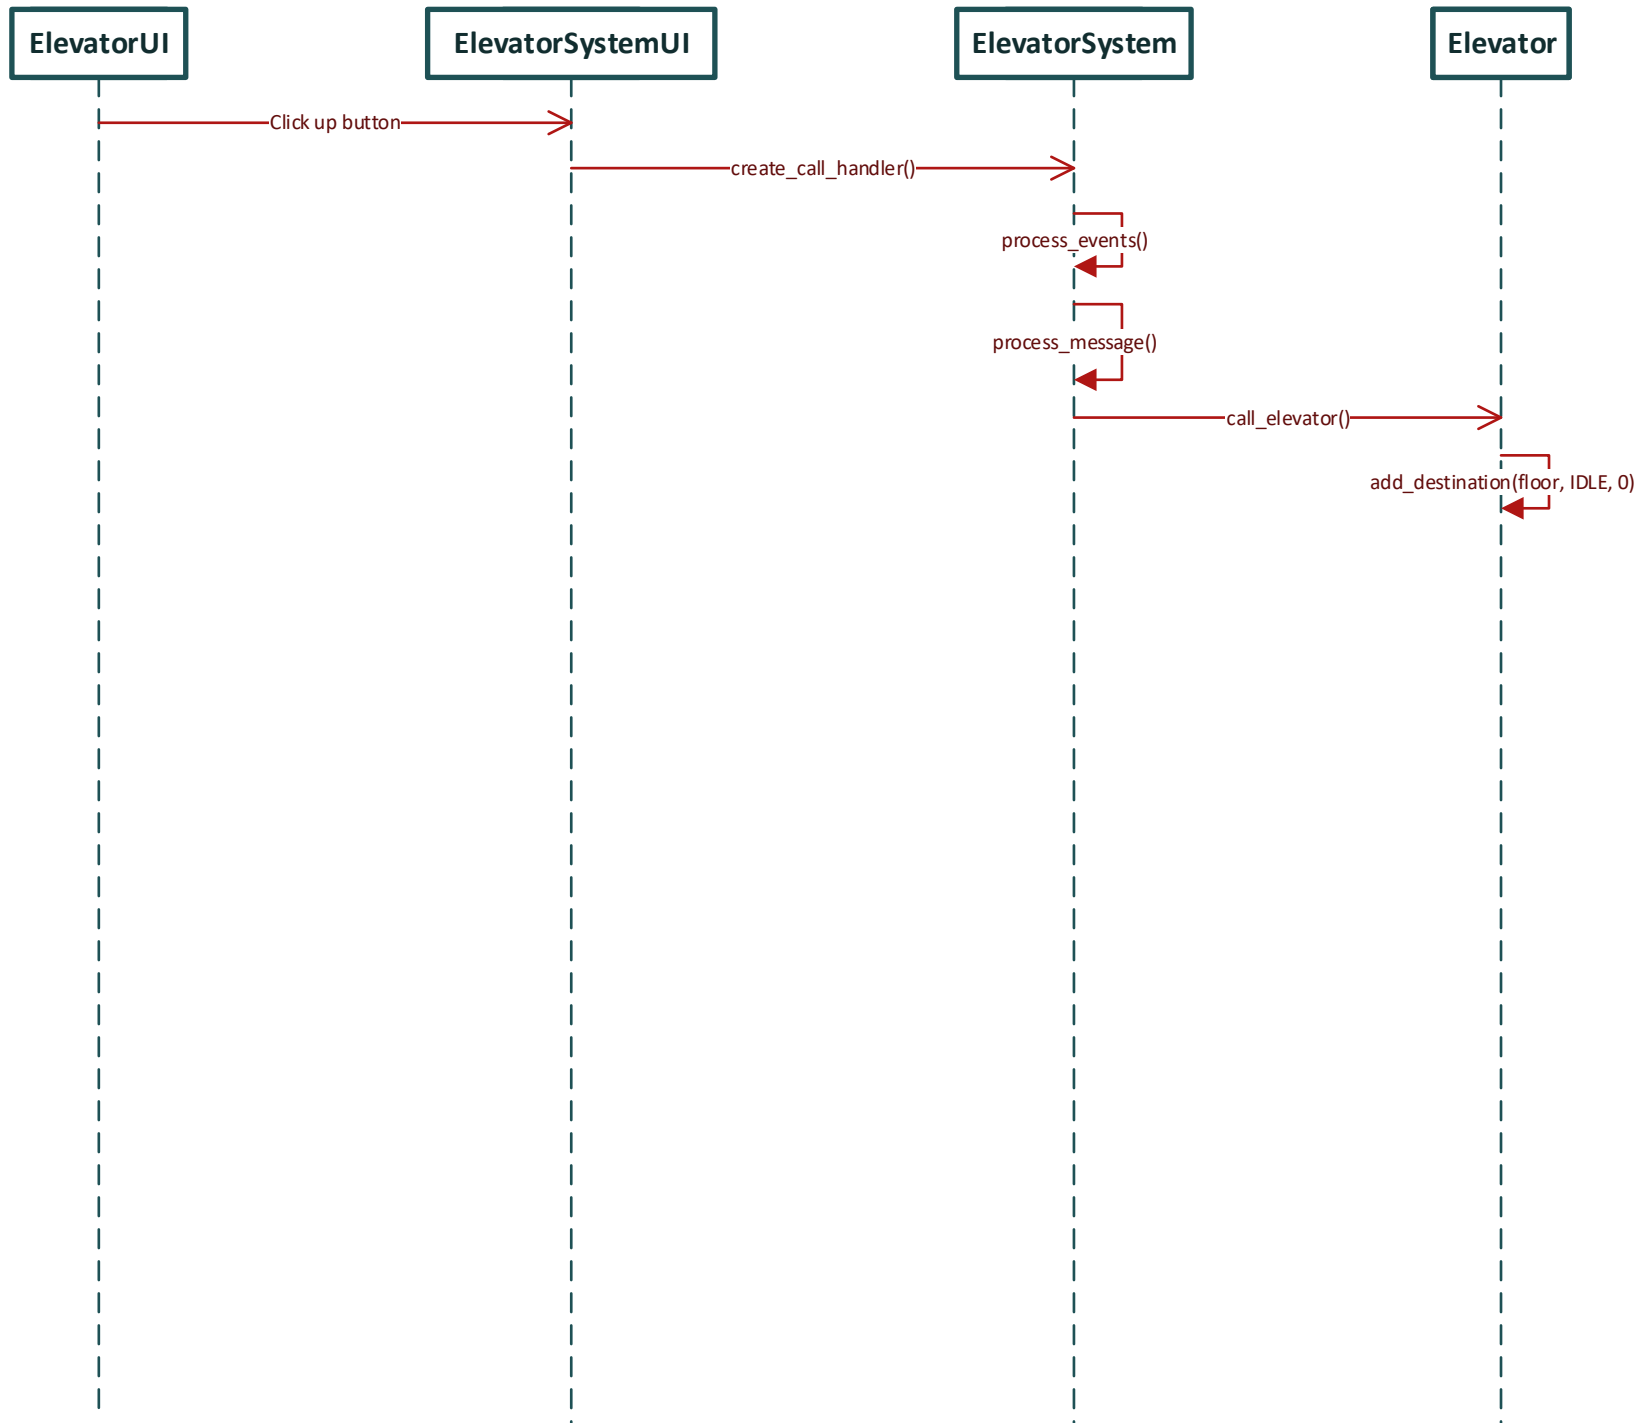 ElevatorUI
ElevatorSystemUI
ElevatorSystem
Elevator
Click up button
create_call_handler()
process_events()
process_message()
call_elevator()
add_destination(floor, IDLE, 0)